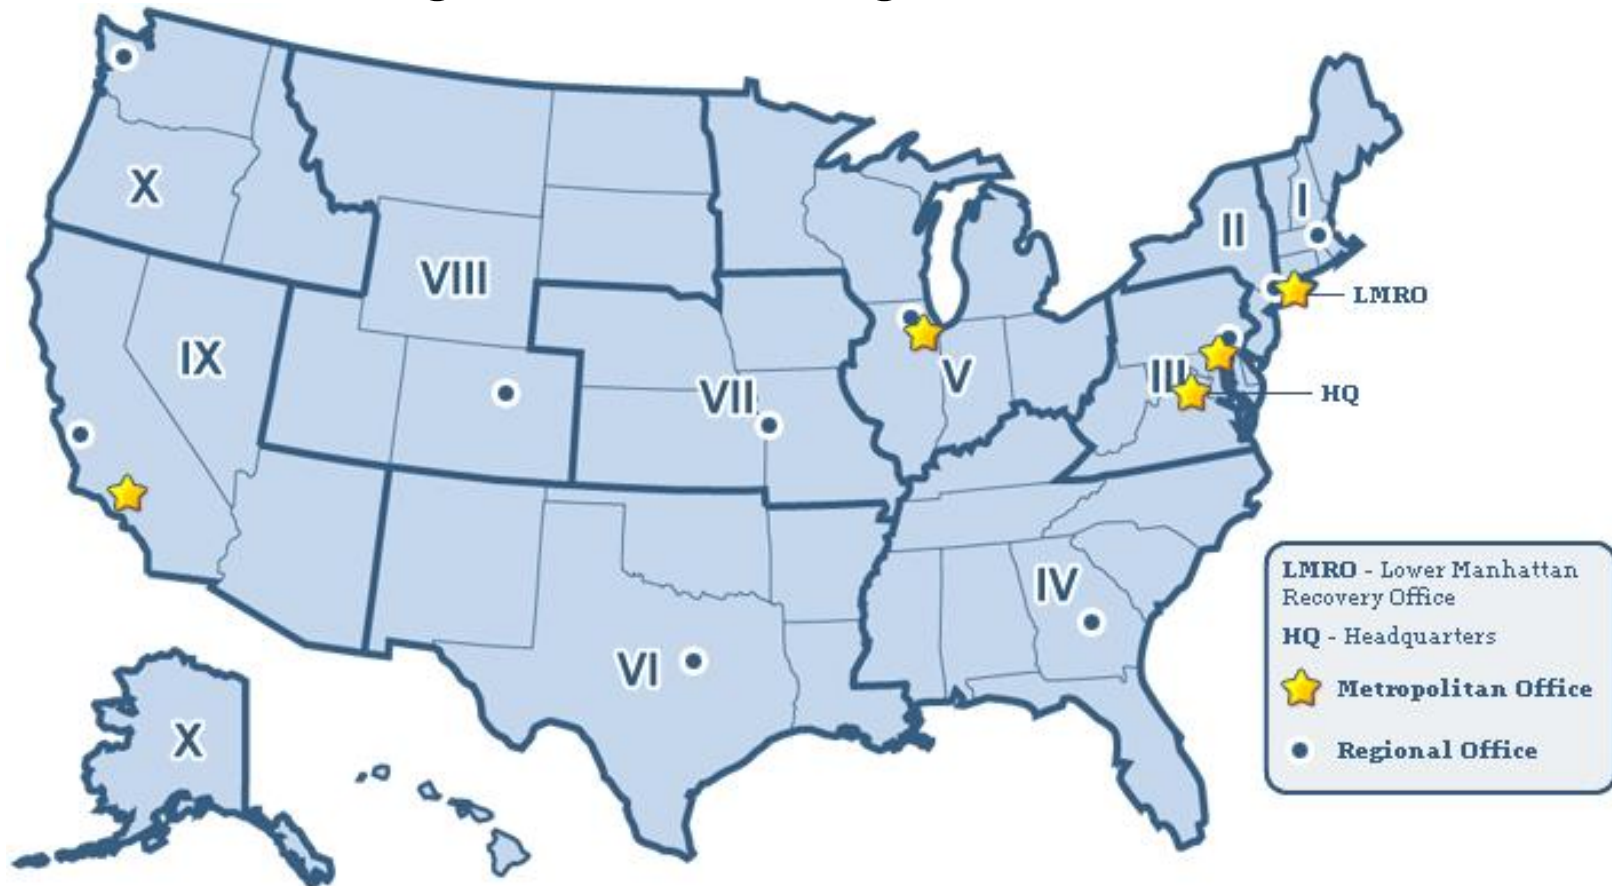 X
I
II
VIII
LMRO
IX
V
III
VII
HQ
IV
VI
X
LMRO - Lower Manhattan
Recovery Office
HQ - Headquarters
Metropolitan Office
Regional Office